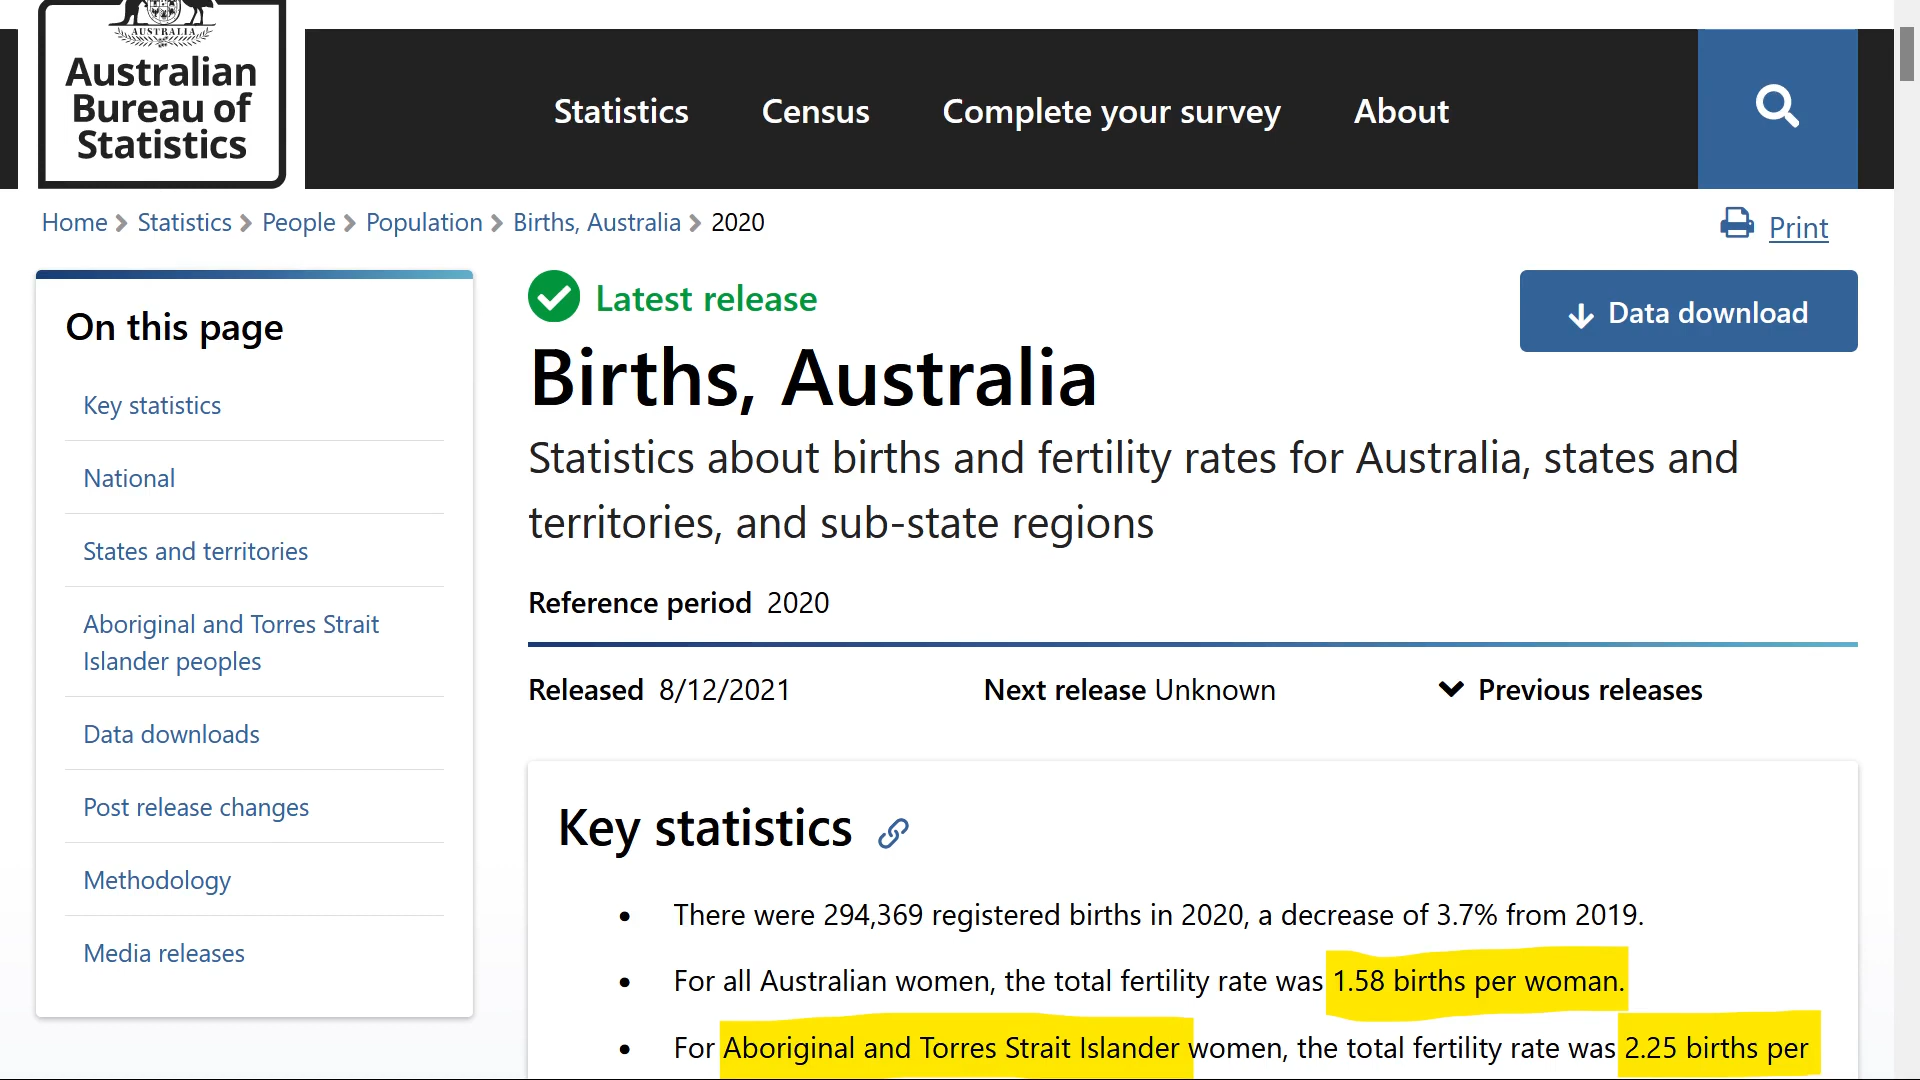 AUSTRALIA
Australian
Bureau of
Statistics
Statistics Census Complete your survey About
Home Statistics People Population Births, Australia 2020
Print
On this page
Key statistics
National
States and territories
Aboriginal and Torres Strait
Islander peoples
Data downloads
Post release changes
Methodology
Media releases
Latest release
Data download
Births, Australia
Statistics about births and fertility rates for Australia, states and
territories, and sub-state regions
Reference period 2020
Released 8/12/2021 Next release Unknown Previous releases
Key statistics
• There were 294,369 registered births in 2020, a decrease of 3.7% from 2019.
• For all Australian women, the total fertility rate was 1.58 births per woman.
• For Aboriginal and Torres Strait Islander women, the total fertility rate was 2.25 births per